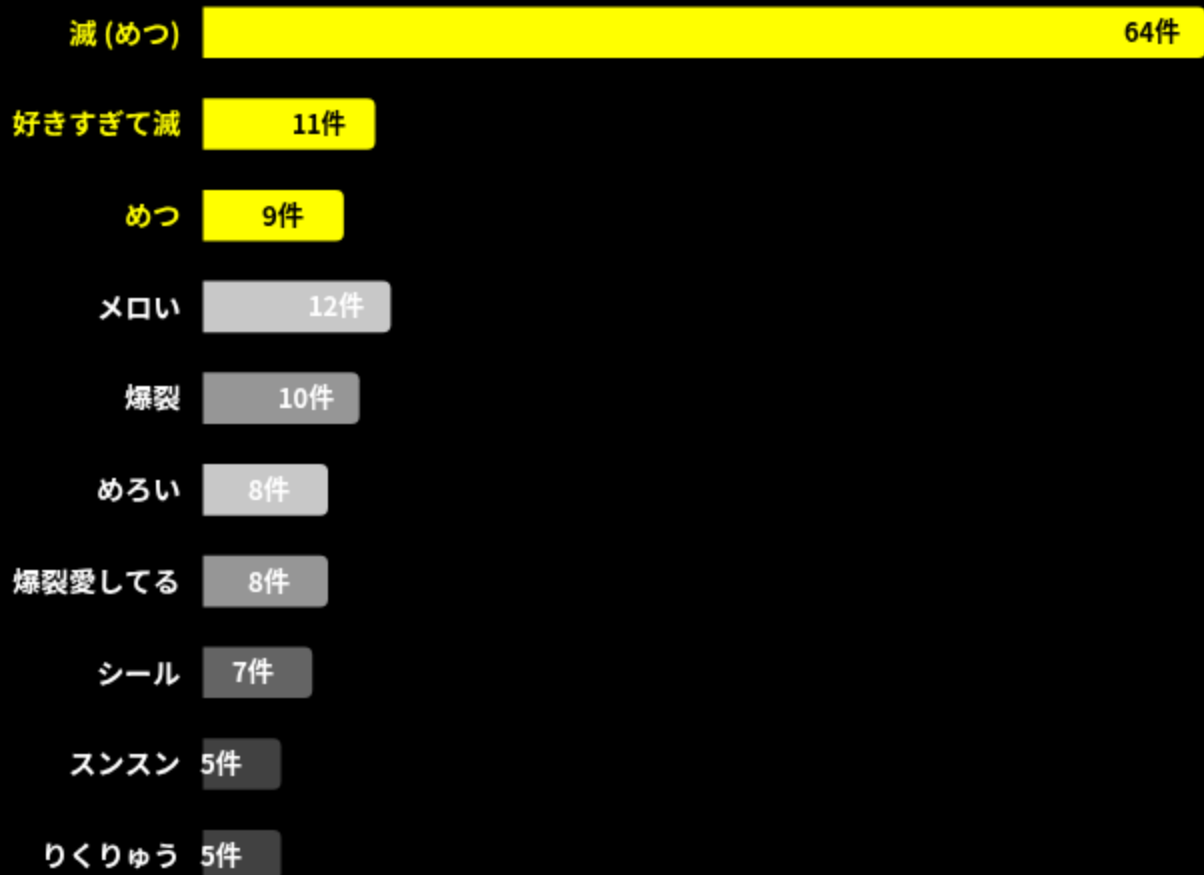 滅 (めつ) 64件
好きすぎて滅 11件
めつ 9件
メロい 12件
爆裂 10件
めろい 8件
爆裂愛してる 8件
シール 7件
スンスン 5件
りくりゅう 5件